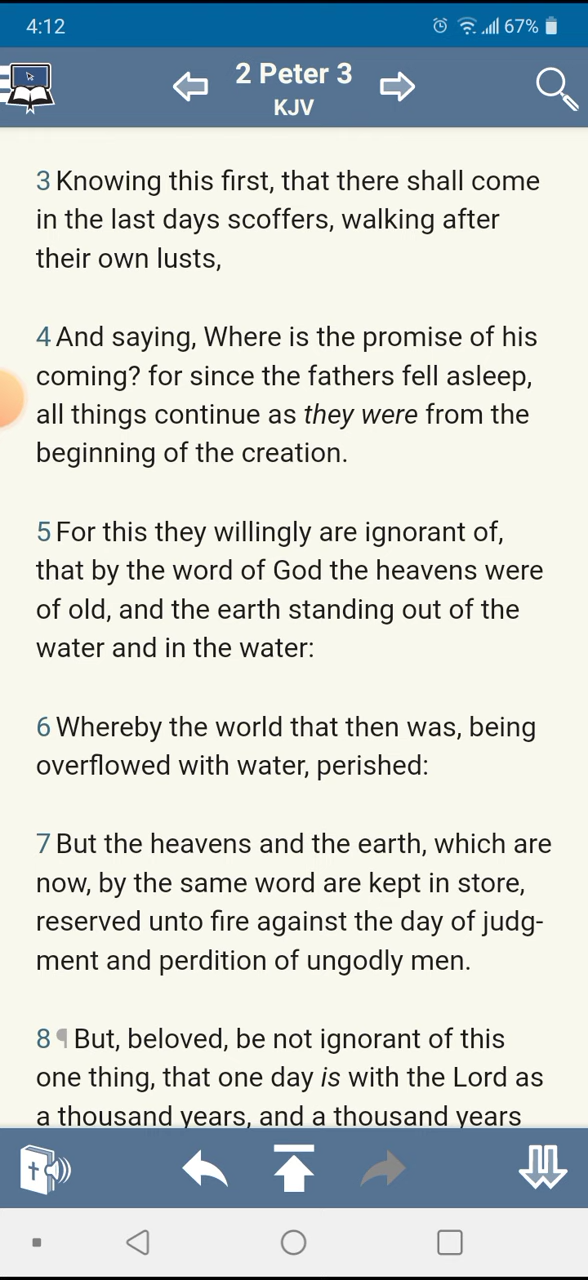 4:12 67%
2 Peter 3
KJV
3 Knowing this first, that there shall come
in the last days scoffers, walking after
their own lusts,
4 And saying, Where is the promise of his
coming? for since the fathers fell asleep,
all things continue as they were from the
beginning of the creation.
5 For this they willingly are ignorant of,
that by the word of God the heavens were
of old, and the earth standing out of the
water and in the water:
6 Whereby the world that then was, being
overflowed with water, perished:
7 But the heavens and the earth, which are
now, by the same word are kept in store,
reserved unto fire against the day of judg-
ment and perdition of ungodly men.
8 ¶ But, beloved, be not ignorant of this
one thing, that one day is with the Lord as
a thousand years, and a thousand years